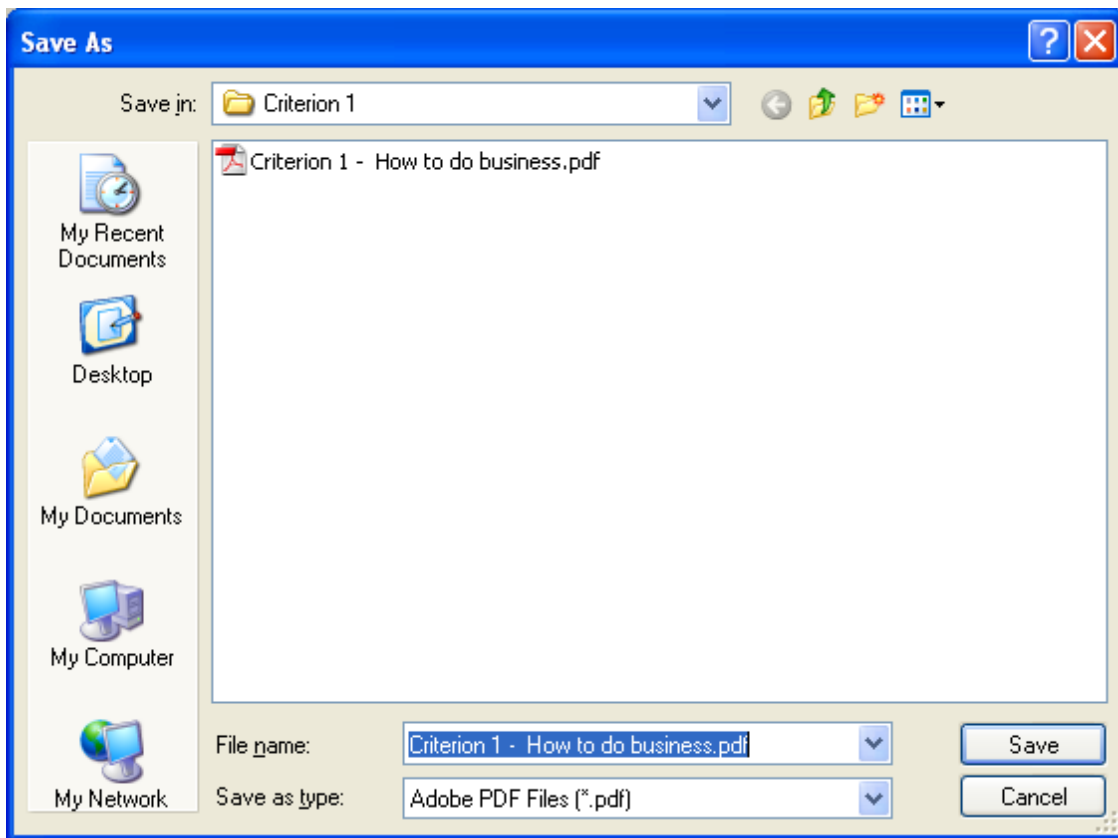 Save As
Save in: Criterion 1
Criterion 1 -  How to do business.pdf
My Recent
Documents
Desktop
My Documents
My Computer
My Network
File name: Criterion 1 -  How to do business.pdf
Save
Save as type: Adobe PDF Files (*.pdf)
Cancel